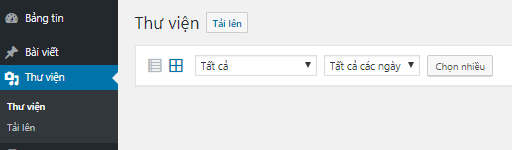 Bảng tin
Bài viết
Thư viện
Thư viện
Tải lên
Thư viện Tải lên
Tất cả Tất cả các ngày Chọn nhiều